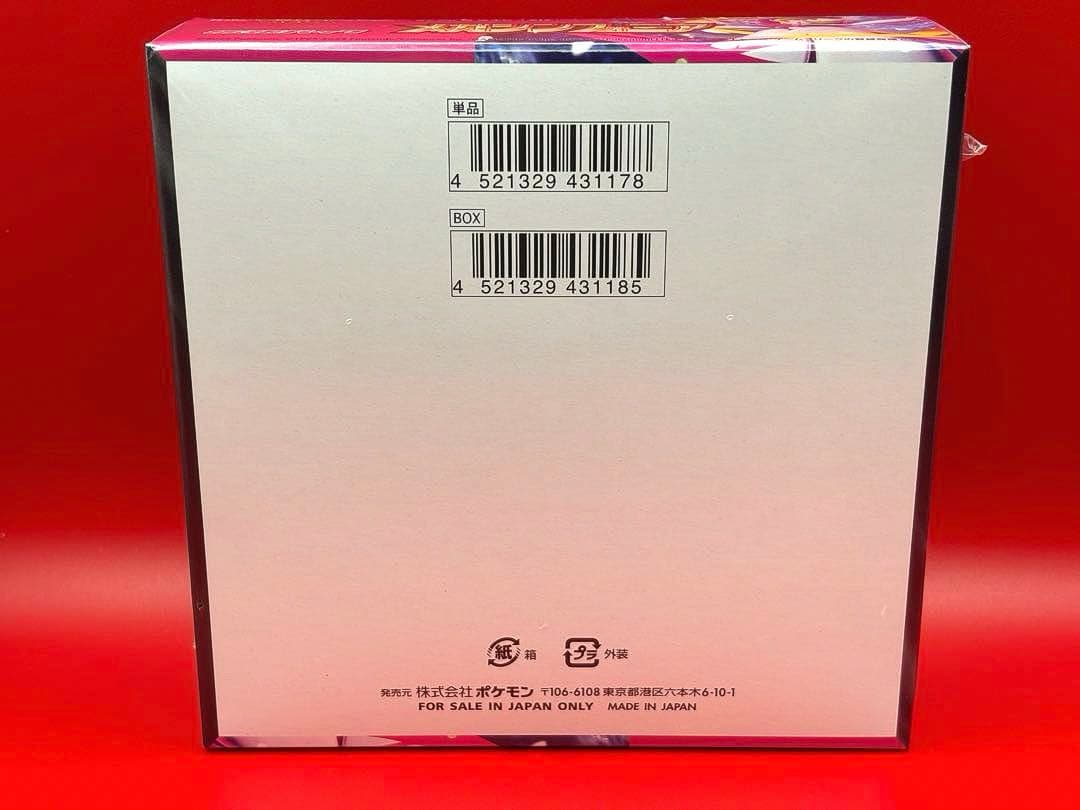 単品
4 521329 431178
BOX
4 521329 431185
紙 箱 プラ 外装
発売元 株式会社 ポケモン 〒106-6108 東京都港区六本木6-10-1
FOR SALE IN JAPAN ONLY MADE IN JAPAN